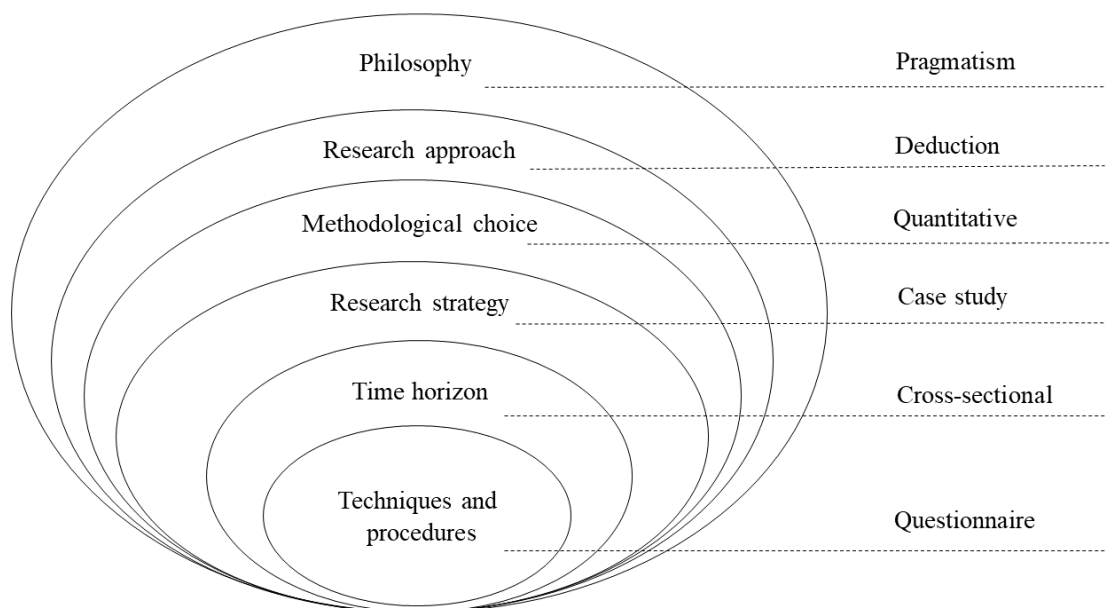 Philosophy
Pragmatism
Research approach
Deduction
Methodological choice
Quantitative
Research strategy
Case study
Time horizon
Cross-sectional
Techniques and
procedures
Questionnaire